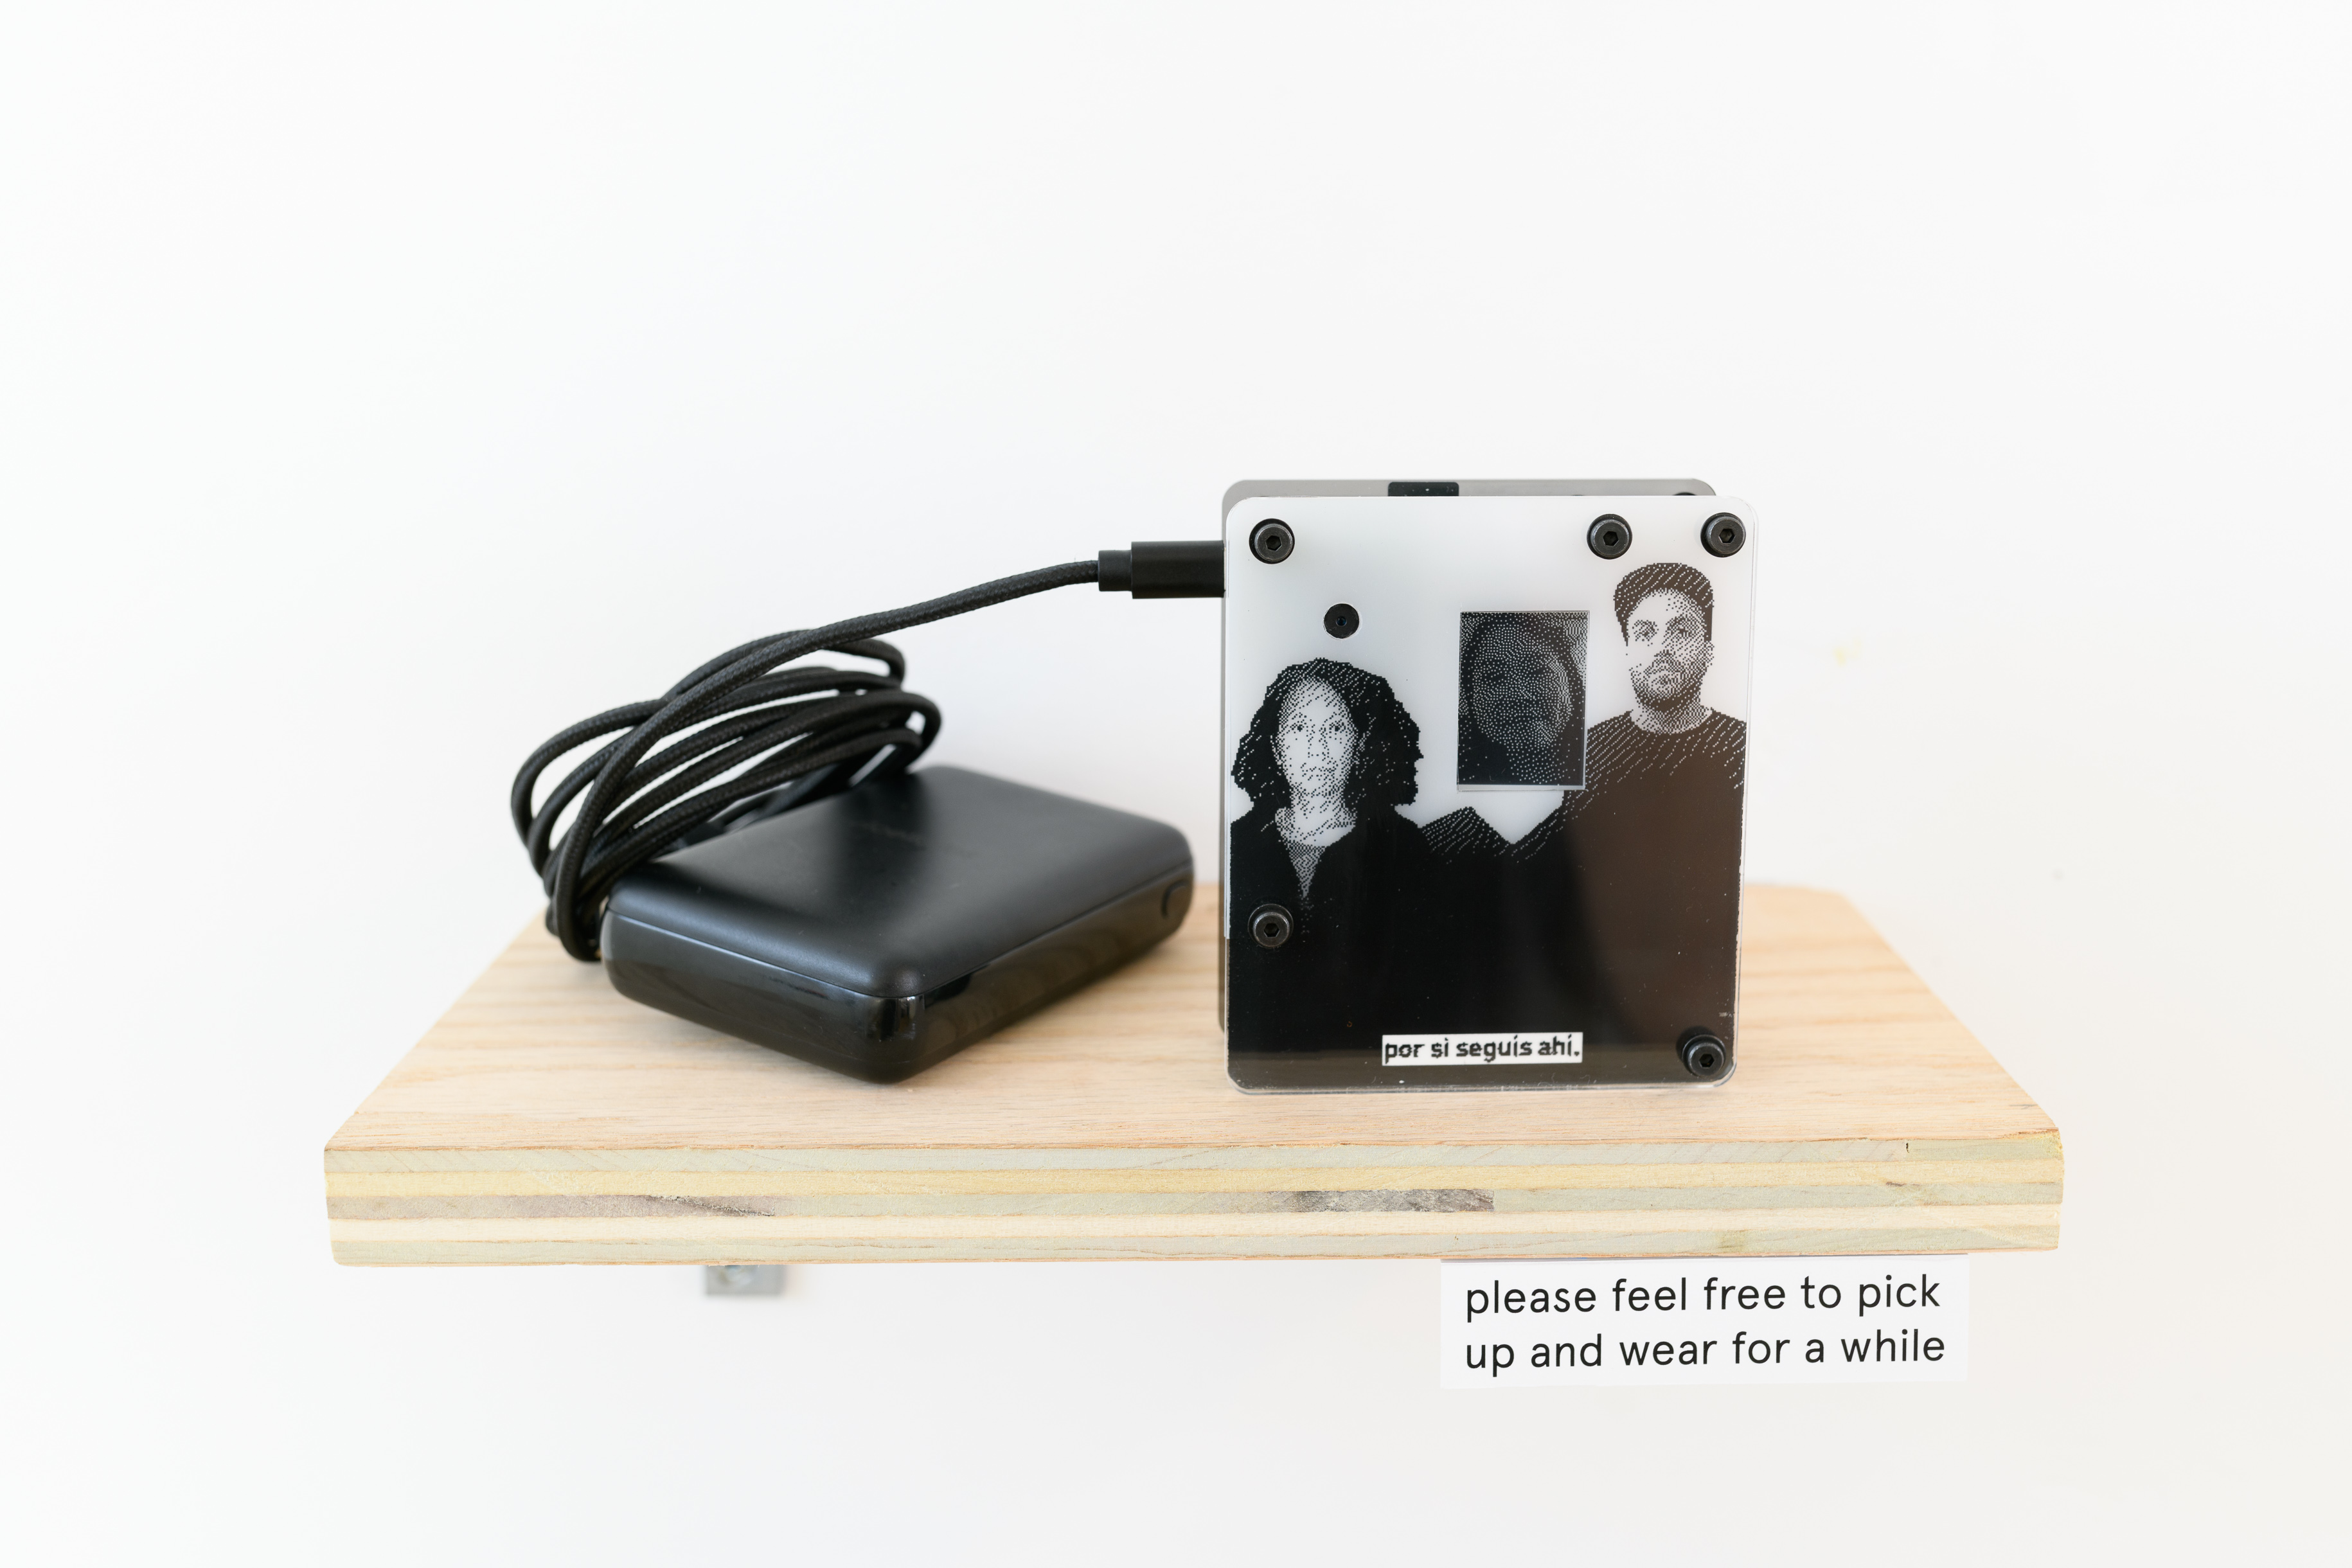 por si seguís ahí.
please feel free to pick
up and wear for a while